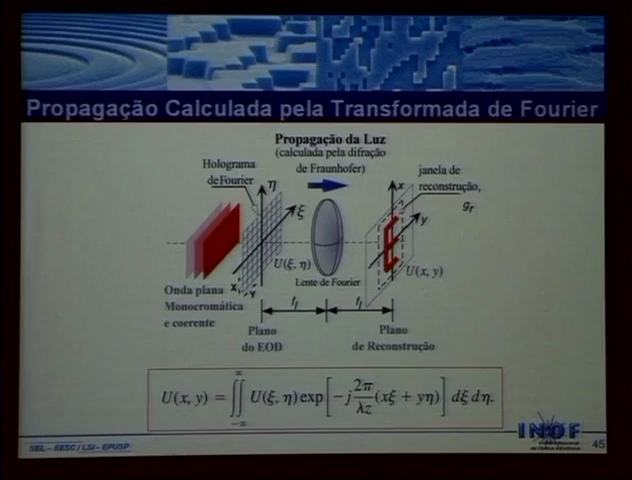 Propagação Calculada pela Transformada de Fourier
Propagação da Luz
(calculada pela difração
de Fraunhofer)
Holograma
de Fourier
janela de
reconstrução,
g_r
η
ξ
x
y
U(ξ, η)
U(x, y)
X
Y
Lente de Fourier
Onda plana
Monocromática
e coerente
f_l
f_l
Plano
do EOD
Plano
de Reconstrução
U(x, y) = ∫∫_{-∞}^{∞} U(ξ, η) exp[-j 2π/λz (xξ + yη)] dξ dη.
SEL – EESC / LSI - EPUSP
INOF
45